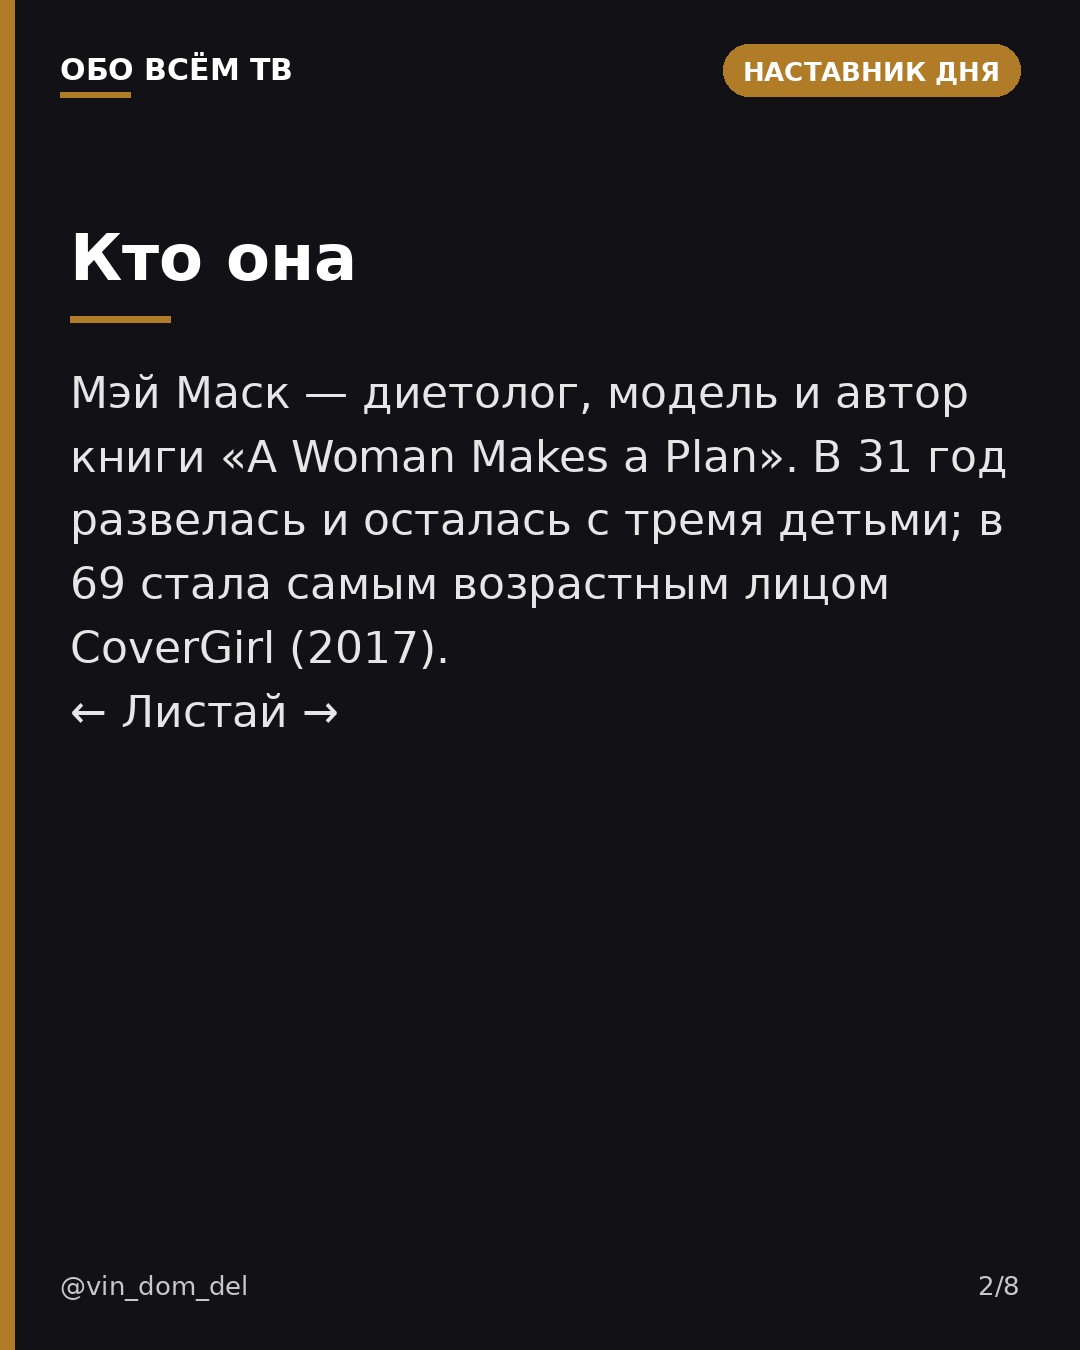 ОБО ВСЁМ ТВ
НАСТАВНИК ДНЯ
Кто она
Мэй Маск — диетолог, модель и автор
книги «A Woman Makes a Plan». В 31 год
развелась и осталась с тремя детьми; в
69 стала самым возрастным лицом
CoverGirl (2017).
← Листай →
@vin_dom_del
2/8